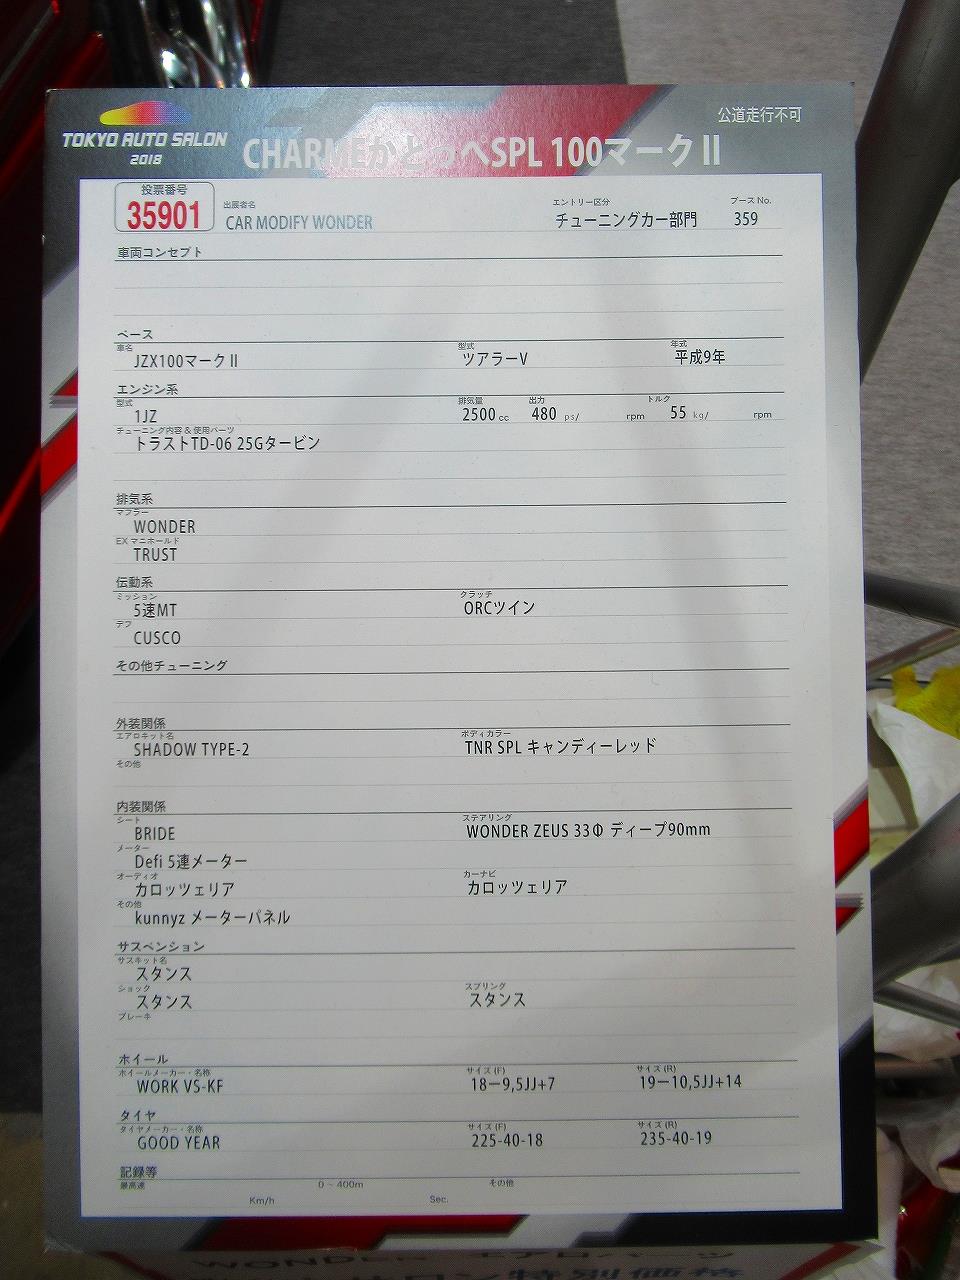 TOKYO AUTO SALON
2018
公道走行不可
CHARMEかとっぺSPL 100マークⅡ
投票番号
35901
出展者名
CAR MODIFY WONDER
エントリー区分
チューニングカー部門
ブースNo.
359
車両コンセプト
ベース
車名
JZX100マークⅡ
型式
ツアラーV
年式
平成9年
エンジン系
型式
1JZ
排気量
2500 cc
出力
480 ps/ rpm
トルク
55 kg/ rpm
チューニング内容&使用パーツ
トラストTD-06 25Gタービン
排気系
マフラー
WONDER
EXマニホールド
TRUST
伝動系
ミッション
5速MT
クラッチ
ORCツイン
デフ
CUSCO
その他チューニング
外装関係
エアロキット名
SHADOW TYPE-2
ボディカラー
TNR SPL キャンディーレッド
その他
内装関係
シート
BRIDE
ステアリング
WONDER ZEUS 33Φ ディープ90mm
メーター
Defi 5連メーター
オーディオ
カロッツェリア
カーナビ
カロッツェリア
その他
kunnyz メーターパネル
サスペンション
サスキット名
スタンス
ショック
スタンス
スプリング
スタンス
ブレーキ
ホイール
ホイールメーカー・名称
WORK VS-KF
サイズ(F)
18ー9,5JJ+7
サイズ(R)
19ー10,5JJ+14
タイヤ
タイヤメーカー・名称
GOOD YEAR
サイズ(F)
225-40-18
サイズ(R)
235-40-19
記録等
最高速
Km/h
0～400m
Sec.
その他
WONDER エアロパーツ
特別価格